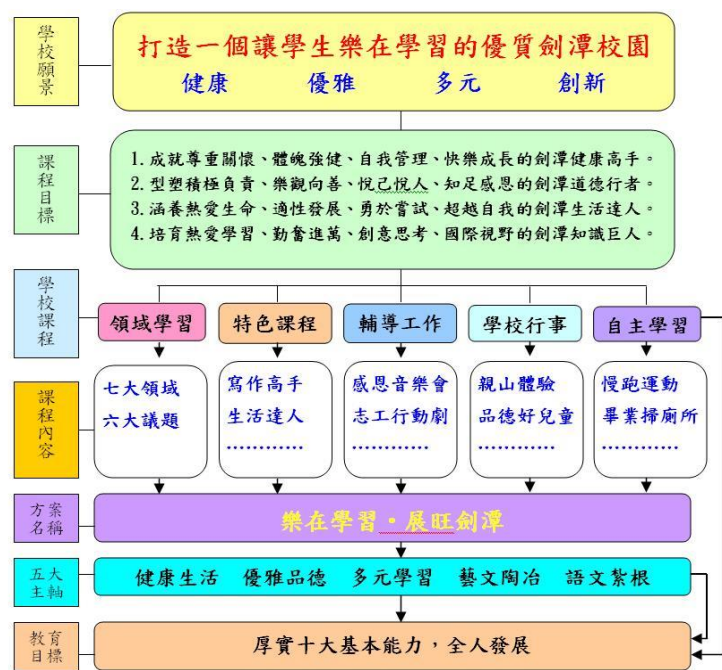 學校願景
打造一個讓學生樂在學習的優質劍潭校園
健康 優雅 多元 創新
課程目標
1. 成就尊重關懷、體魄強健、自我管理、快樂成長的劍潭健康高手。
2. 型塑積極負責、樂觀向善、悅己悅人、知足感恩的劍潭道德行者。
3. 涵養熱愛生命、適性發展、勇於嘗試、超越自我的劍潭生活達人。
4. 培育熱愛學習、勤奮進萬、創意思考、國際視野的劍潭知識巨人。
學校課程
領域學習 特色課程 輔導工作 學校行事 自主學習
課程內容
七大領域
六大議題
寫作高手
生活達人
…………
感恩音樂會
志工行動劇
…………
親山體驗
品德好兒童
…………
慢跑運動
畢業掃廁所
…………
方案
名稱
樂在學習・展旺劍潭
五大
主軸
健康生活 優雅品德 多元學習 藝文陶冶 語文紮根
教育
目標
厚實十大基本能力，全人發展